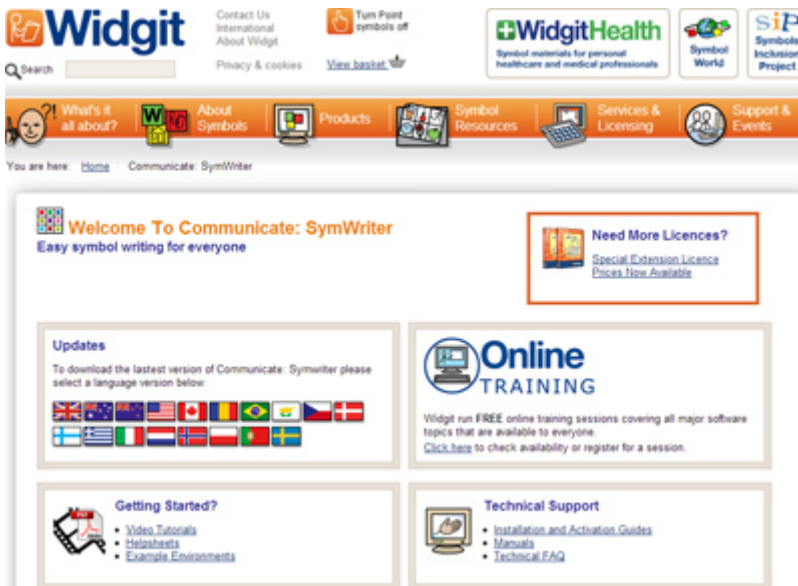 Widgit
Contact Us
International
About Widgit
Privacy & cookies
Turn Point
symbols off
View basket
Search
WidgitHealth
Symbol materials for personal
healthcare and medical professionals
Symbol
World
SiP
Symbols
Inclusion
Project
What's it
all about?
About
Symbols
Products
Symbol
Resources
Services &
Licensing
Support &
Events
You are here: Home Communicate: SymWriter
Welcome To Communicate: SymWriter
Easy symbol writing for everyone
Need More Licences?
Special Extension Licence
Prices Now Available
Updates
To download the lastest version of Communicate: Symwriter please
select a language version below:
Online
TRAINING
Widgit run FREE online training sessions covering all major software
topics that are available to everyone.
Click here to check availability or register for a session.
Getting Started?
• Video Tutorials
• Helpsheets
• Example Environments
Technical Support
• Installation and Activation Guides
• Manuals
• Technical FAQ